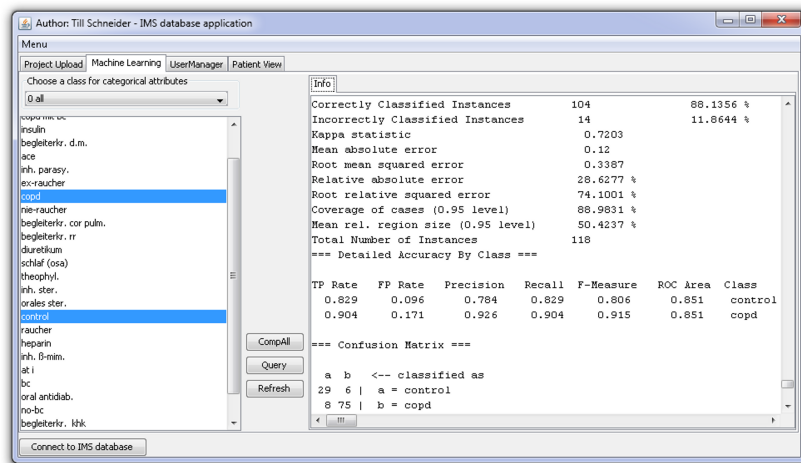 Author: Till Schneider - IMS database application
Menu
Project Upload Machine Learning UserManager Patient View
Choose a class for categorical attributes
0 all
copd mit bc
insulin
begleiterkr. d.m.
ace
inh. parasy.
ex-raucher
copd
nie-raucher
begleiterkr. cor pulm.
begleiterkr. rr
diuretikum
schlaf (osa)
theophyl.
inh. ster.
orales ster.
control
raucher
heparin
inh. ß-mim.
at i
bc
oral antidiab.
no-bc
begleiterkr. khk
CompAll
Query
Refresh
Connect to IMS database
Info
Correctly Classified Instances 104 88.1356 %
Incorrectly Classified Instances 14 11.8644 %
Kappa statistic 0.7203
Mean absolute error 0.12
Root mean squared error 0.3387
Relative absolute error 28.6277 %
Root relative squared error 74.1001 %
Coverage of cases (0.95 level) 88.9831 %
Mean rel. region size (0.95 level) 50.4237 %
Total Number of Instances 118
=== Detailed Accuracy By Class ===
TP Rate FP Rate Precision Recall F-Measure ROC Area Class
0.829 0.096 0.784 0.829 0.806 0.851 control
0.904 0.171 0.926 0.904 0.915 0.851 copd
=== Confusion Matrix ===
a b <-- classified as
29 6 | a = control
8 75 | b = copd